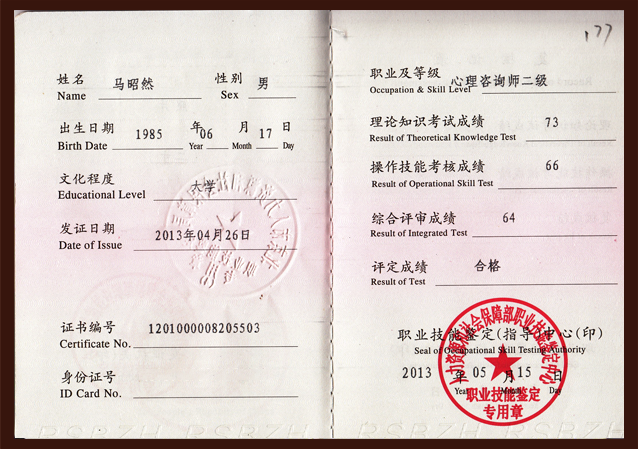 177
姓名 马昭然 性别 男
Name Sex
出生日期 1985 年 06 月 17 日
Birth Date Year Month Day
文化程度 大学
Educational Level
发证日期 2013年04月26日
Date of Issue
证书编号 1201000008205503
Certificate No.
身份证号
ID Card No.
职业及等级 心理咨询师二级
Occupation & Skill Level
理论知识考试成绩 73
Result of Theoretical Knowledge Test
操作技能考核成绩 66
Result of Operational Skill Test
综合评审成绩 64
Result of Integrated Test
评定成绩 合格
Result of Test
职业技能鉴定(指导)中心(印)
Seal of Occupational Skill Testing Authority
2013 年 05 月 15 日
Year Month Day
人力资源和社会保障部职业技能鉴定中心
职业技能鉴定
专用章
RSBZH RSBZH